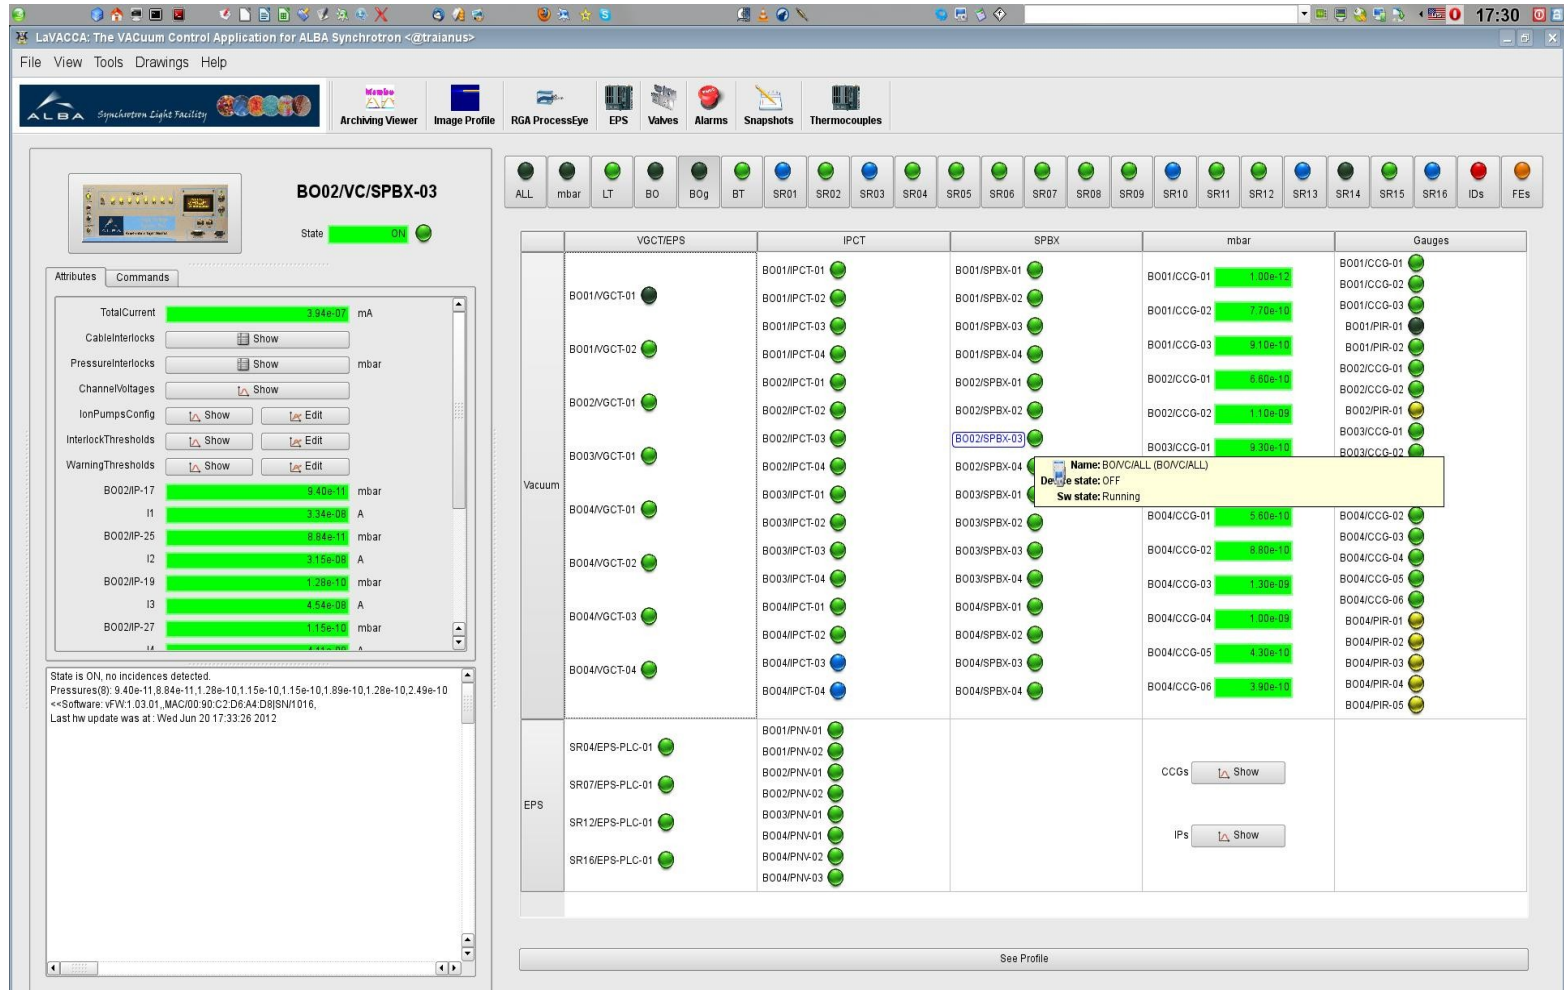 17:30
LaVACCA: The VACuum Control Application for ALBA Synchrotron <@traianus>
File View Tools Drawings Help
ALBA Synchrotron Light Facility
Mambo
Archiving Viewer Image Profile RGA ProcessEye EPS Valves Alarms Snapshots Thermocouples
BO02/VC/SPBX-03
State ON
ALL mbar LT BO BOg BT SR01 SR02 SR03 SR04 SR05 SR06 SR07 SR08 SR09 SR10 SR11 SR12 SR13 SR14 SR15 SR16 IDs FEs
Attributes Commands
TotalCurrent 3.94e-07 mA
CableInterlocks Show
PressureInterlocks Show mbar
ChannelVoltages Show
IonPumpsConfig Show Edit
InterlockThresholds Show Edit
WarningThresholds Show Edit
BO02/IP-17 9.40e-11 mbar
I1 3.34e-08 A
BO02/IP-25 8.84e-11 mbar
I2 3.15e-08 A
BO02/IP-19 1.28e-10 mbar
I3 4.54e-08 A
BO02/IP-27 1.15e-10 mbar
State is ON, no incidences detected.
Pressures(8): 9.40e-11,8.84e-11,1.28e-10,1.15e-10,1.15e-10,1.89e-10,1.28e-10,2.49e-10
<<Software: vFW:1.03.01,,MAC/00:90:C2:D6:A4:D8|SN/1016,
Last hw update was at : Wed Jun 20 17:33:26 2012
VGCT/EPS IPCT SPBX mbar Gauges
Vacuum
BO01/VGCT-01
BO01/VGCT-02
BO02/VGCT-01
BO03/VGCT-01
BO04/VGCT-01
BO04/VGCT-02
BO04/VGCT-03
BO04/VGCT-04
BO01/IPCT-01
BO01/IPCT-02
BO01/IPCT-03
BO01/IPCT-04
BO02/IPCT-01
BO02/IPCT-02
BO02/IPCT-03
BO02/IPCT-04
BO03/IPCT-01
BO03/IPCT-02
BO03/IPCT-03
BO03/IPCT-04
BO04/IPCT-01
BO04/IPCT-02
BO04/IPCT-03
BO04/IPCT-04
BO01/SPBX-01
BO01/SPBX-02
BO01/SPBX-03
BO01/SPBX-04
BO02/SPBX-01
BO02/SPBX-02
BO02/SPBX-03
BO02/SPBX-04
BO03/SPBX-01
BO03/SPBX-02
BO03/SPBX-03
BO03/SPBX-04
BO04/SPBX-01
BO04/SPBX-02
BO04/SPBX-03
BO04/SPBX-04
Name: BO/VC/ALL (BO/VC/ALL)
state: OFF
Sw state: Running
BO01/CCG-01 1.00e-12
BO01/CCG-02 7.70e-10
BO01/CCG-03 9.10e-10
BO02/CCG-01 6.60e-10
BO02/CCG-02 1.10e-09
BO03/CCG-01 9.30e-10
BO04/CCG-01 5.60e-10
BO04/CCG-02 8.80e-10
BO04/CCG-03 1.30e-09
BO04/CCG-04 1.00e-09
BO04/CCG-05 4.30e-10
BO04/CCG-06 3.90e-10
BO01/CCG-01
BO01/CCG-02
BO01/CCG-03
BO01/PIR-01
BO01/PIR-02
BO02/CCG-01
BO02/CCG-02
BO02/PIR-01
BO03/CCG-01
BO03/CCG-02
BO04/CCG-02
BO04/CCG-03
BO04/CCG-04
BO04/CCG-05
BO04/CCG-06
BO04/PIR-01
BO04/PIR-02
BO04/PIR-03
BO04/PIR-04
BO04/PIR-05
EPS
SR04/EPS-PLC-01
SR07/EPS-PLC-01
SR12/EPS-PLC-01
SR16/EPS-PLC-01
BO01/PNV-01
BO01/PNV-02
BO02/PNV-01
BO02/PNV-02
BO03/PNV-01
BO04/PNV-01
BO04/PNV-02
BO04/PNV-03
CCGs Show
IPs Show
See Profile